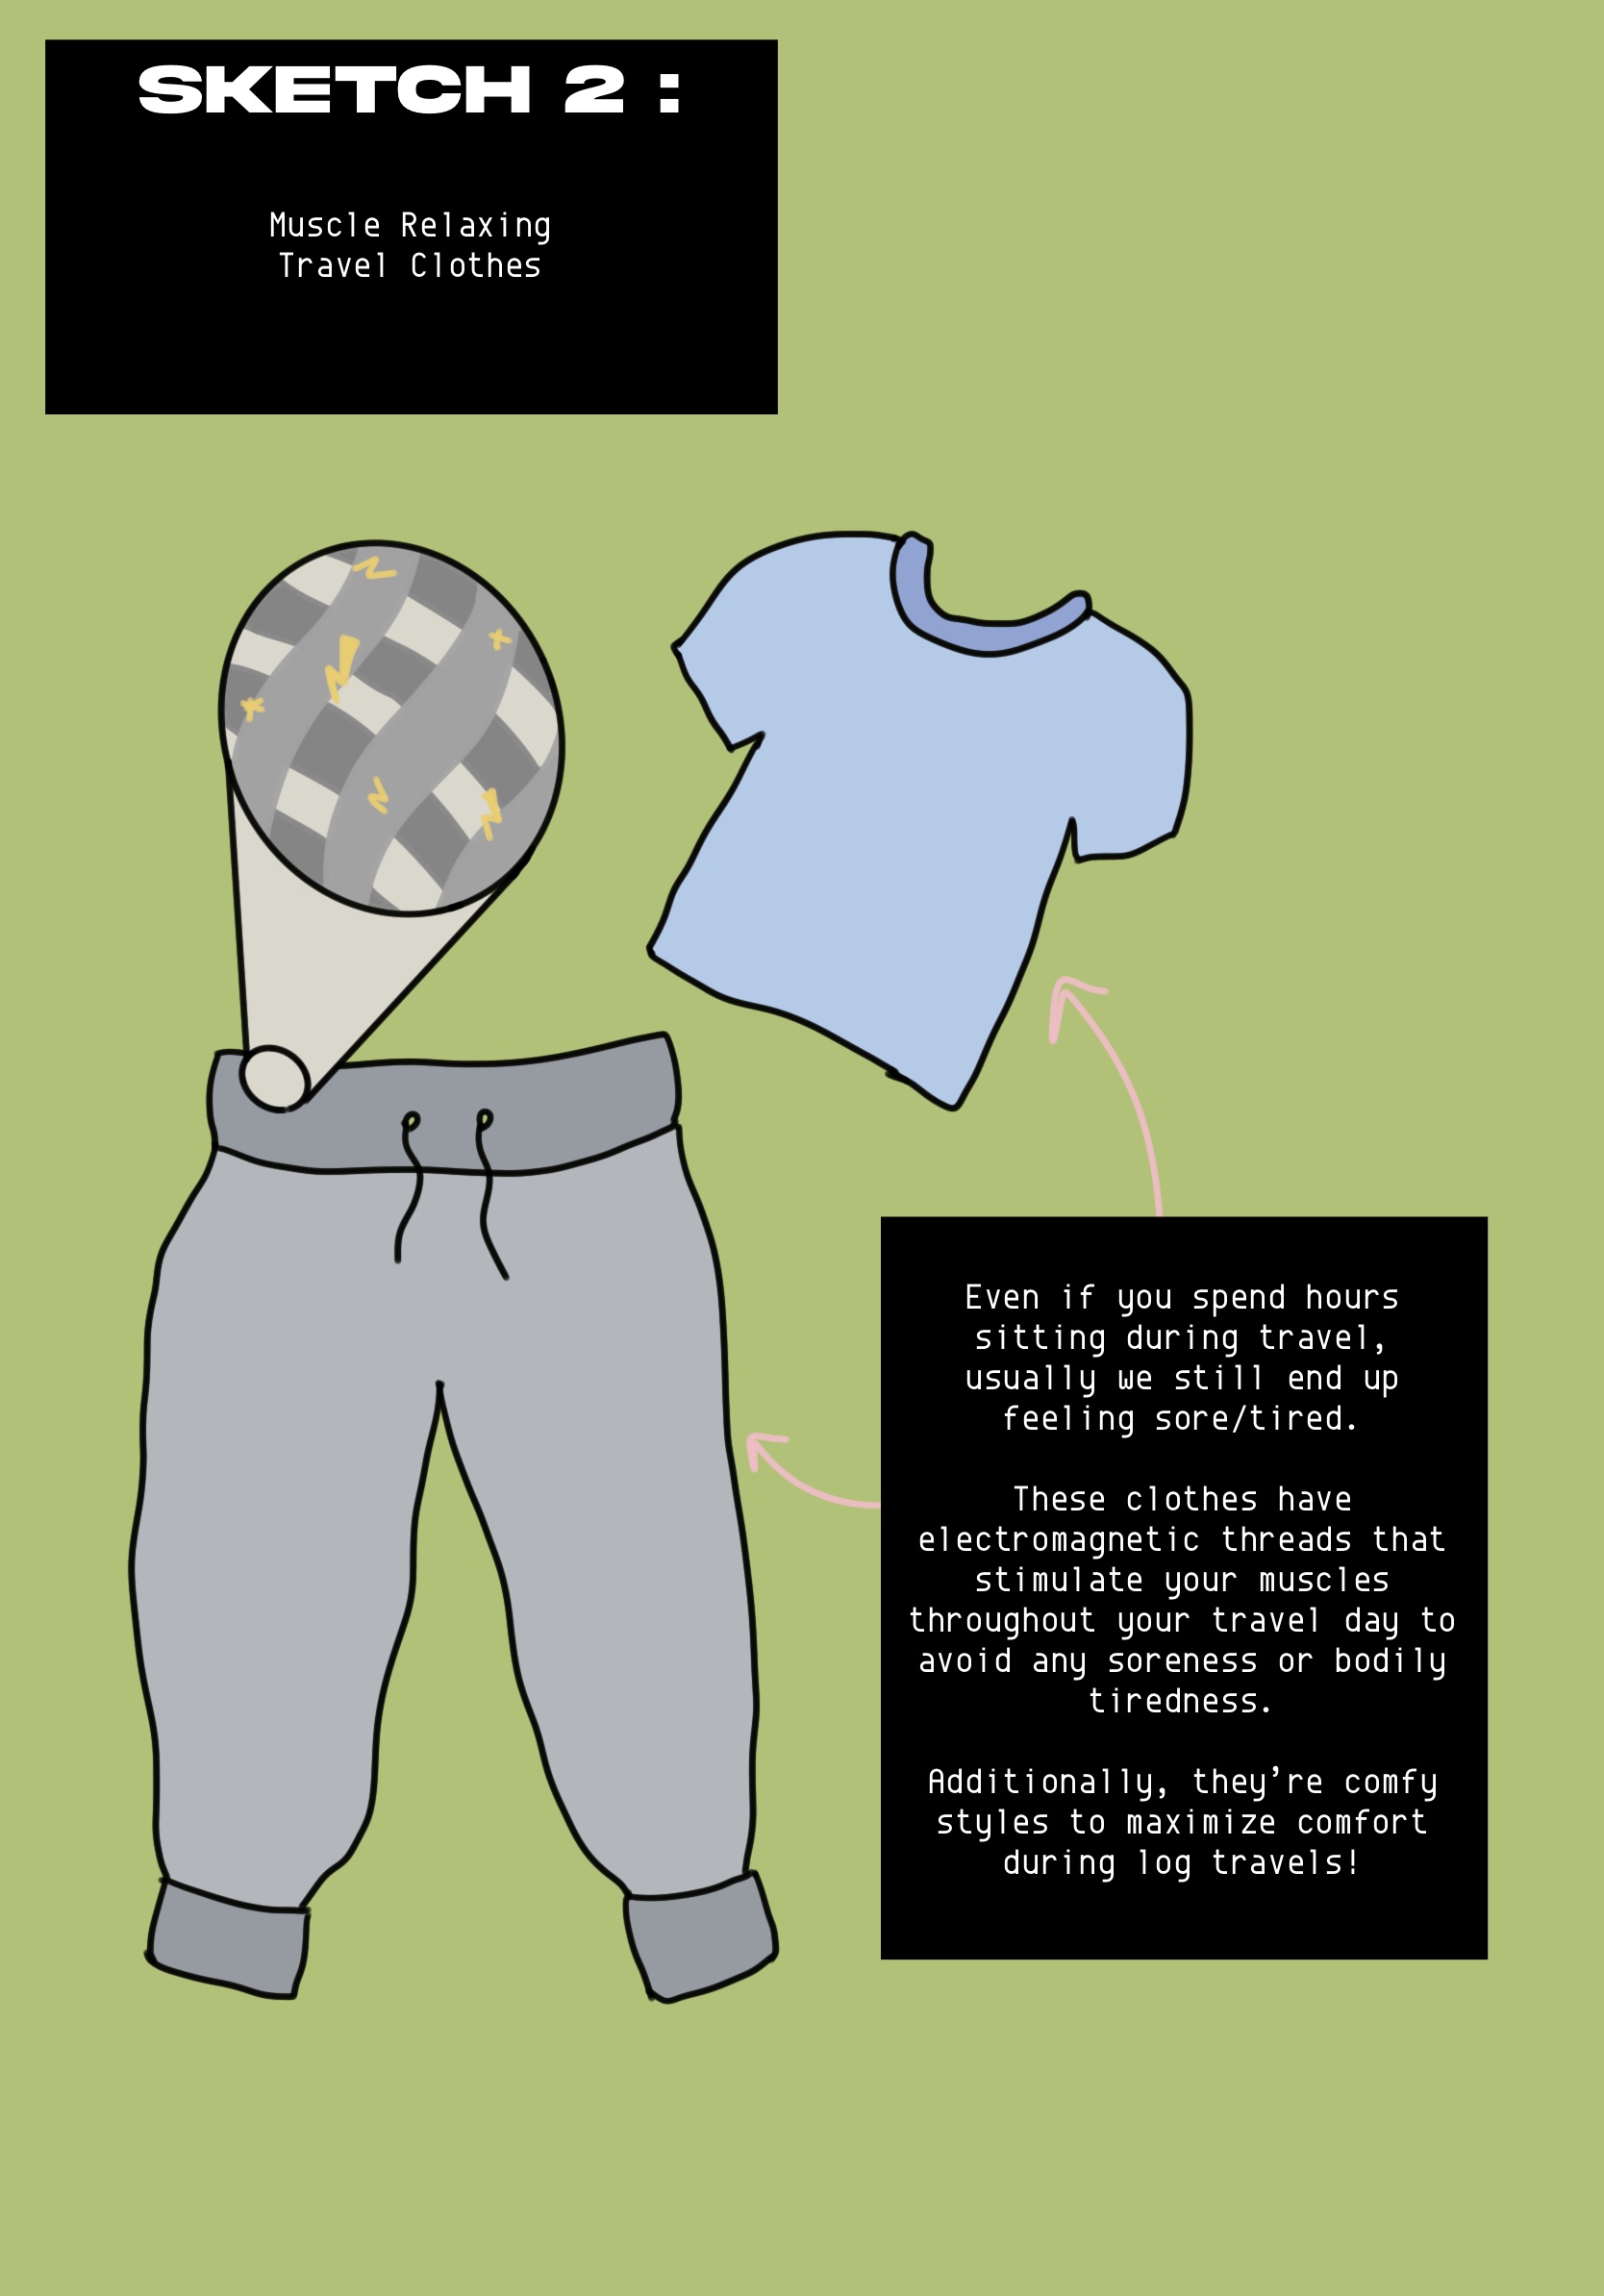 SKETCH 2 :
Muscle Relaxing
Travel Clothes
Even if you spend hours
sitting during travel,
usually we still end up
feeling sore/tired.
These clothes have
electromagnetic threads that
stimulate your muscles
throughout your travel day to
avoid any soreness or bodily
tiredness.
Additionally, they’re comfy
styles to maximize comfort
during log travels!